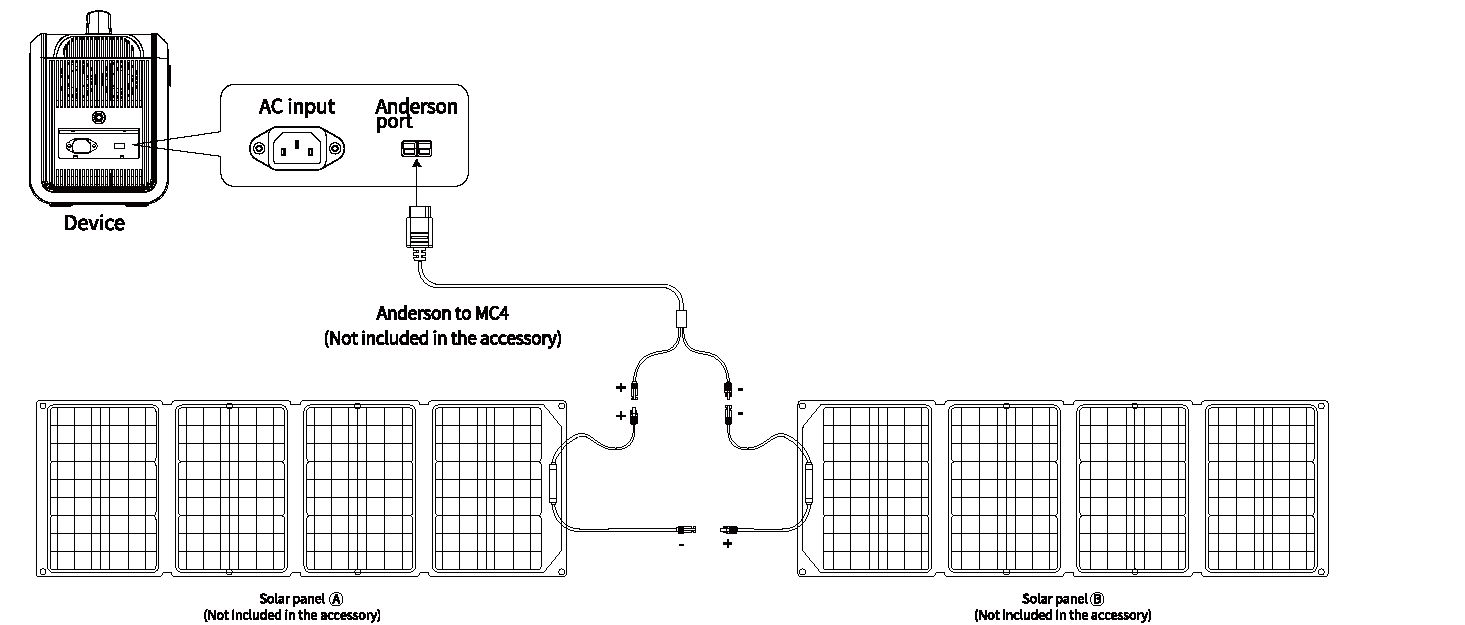 AC input
Anderson
port
Device
Anderson to MC4
(Not included in the accessory)
+
-
+
-
-
+
Solar panel Ⓐ
(Not included in the accessory)
Solar panel Ⓑ
(Not included in the accessory)